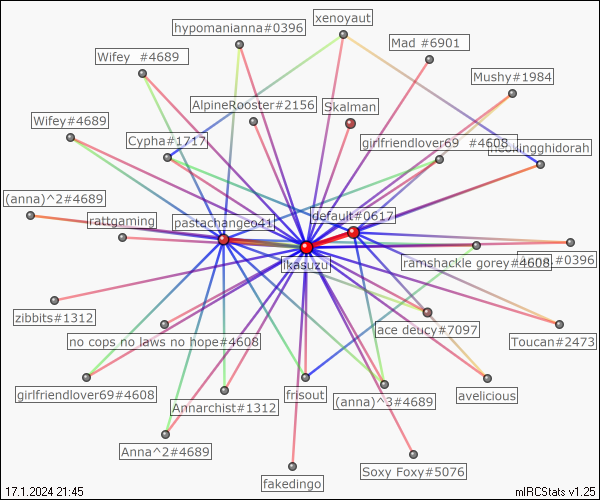 xenoyaut
hypomanianna#0396
Mad #6901
Wifey  #4689
Mushy#1984
AlpineRooster#2156
Skalman
Wifey#4689
Cypha#1717
girlfriendlover69  #4608
(anna)^2#4689
pastachangeo41
default#0617
rattgaming
ikasuzu
ramshackle gorey#4608
#0396
zibbits#1312
ace deucy#7097
no cops no laws no hope#4608
Toucan#2473
girlfriendlover69#4608
Annarchist#1312
frisout
(anna)^3#4689
avelicious
Anna^2#4689
fakedingo
Soxy Foxy#5076
17.1.2024 21:45
mIRCStats v1.25